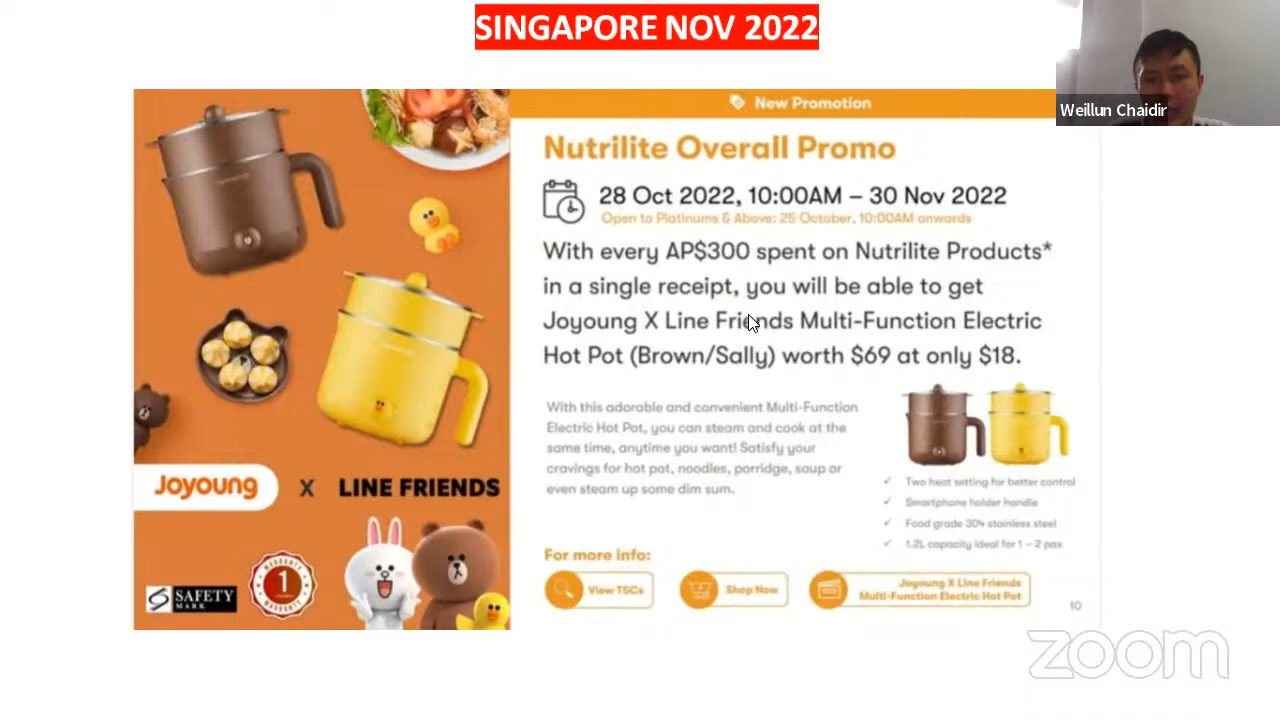 SINGAPORE NOV 2022
Weillun Chaidir
New Promotion
Nutrilite Overall Promo
28 Oct 2022, 10:00AM – 30 Nov 2022
Open to Platinums & Above: 25 October, 10:00AM onwards
With every AP$300 spent on Nutrilite Products*
in a single receipt, you will be able to get
Joyoung X Line Friends Multi-Function Electric
Hot Pot (Brown/Sally) worth $69 at only $18.
With this adorable and convenient Multi-Function
Electric Hot Pot, you can steam and cook at the
same time, anytime you want! Satisfy your
cravings for hot pot, noodles, porridge, soup or
even steam up some dim sum.
Two heat setting for better control
Smartphone holder handle
Food grade 304 stainless steel
1.2L capacity ideal for 1 – 2 pax
Joyoung X LINE FRIENDS
SAFETY
MARK
WARRANTY
1
WARRANTY
For more info:
View TSCs
Shop Now
Joyoung X Line Friends
Multi-Function Electric Hot Pot
10
zoom